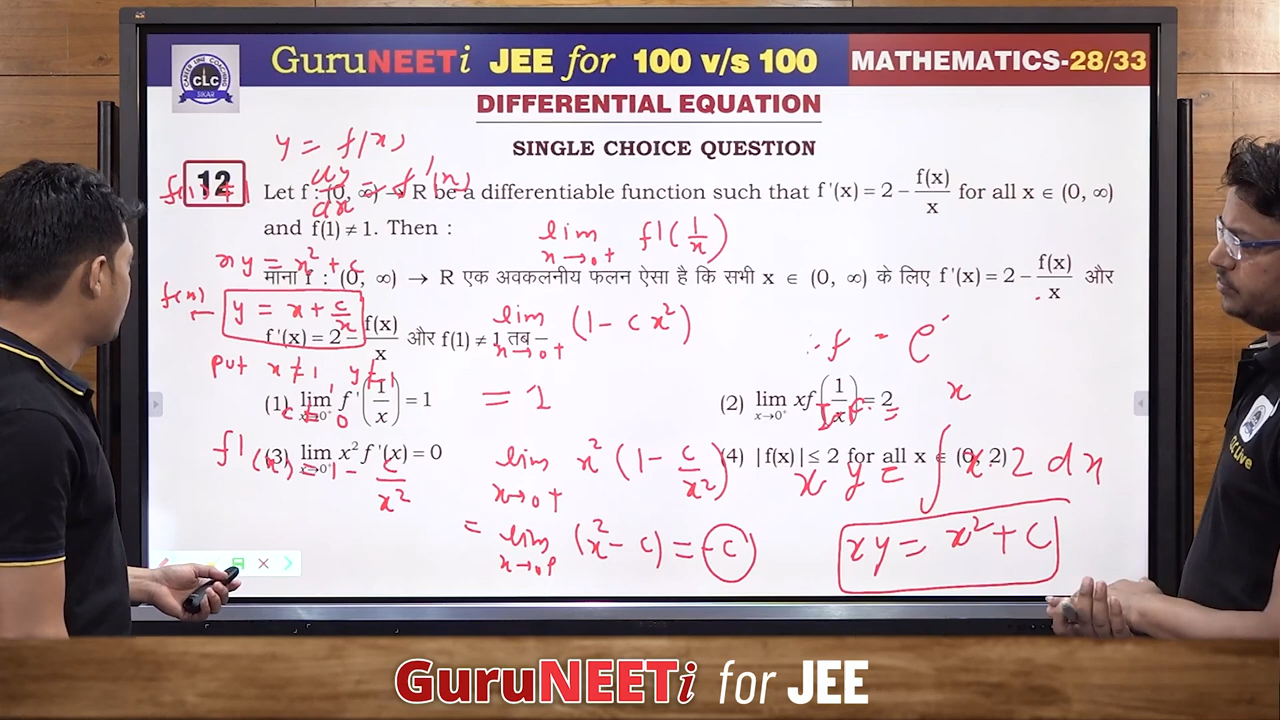 GuruNEETi JEE for 100 v/s 100
MATHEMATICS-28/33
CLC
SIKAR
DIFFERENTIAL EQUATION
SINGLE CHOICE QUESTION
y = f(x)
dy/dx = f'(x)
12
f(1) ≠ 1
Let f : (0, ∞) → R be a differentiable function such that f'(x) = 2 − f(x)/x for all x ∈ (0, ∞)
and f(1) ≠ 1. Then :
lim x→0+ f'(1/x)
xy = x² + c
माना f : (0, ∞) → R एक अवकलनीय फलन ऐसा है कि सभी x ∈ (0, ∞) के लिए f'(x) = 2 − f(x)/x और
f(x) ← y = x + c/x
lim x→0+ (1 − cx²)
f'(x) = 2 − f(x)/x और f(1) ≠ 1 तब −
put x ≠ 1, y ≠ 1
(1) lim x→0⁺ f'(1/x) = 1
= 1
(2) lim x→0⁺ xf(1/x) = 2
x
c ≠ 0
I.f. =
(3) lim x→0⁺ x² f'(x) = 0
f'(x) = 1 − c/x²
lim x→0+ x² (1 − c/x²)
(4) |f(x)| ≤ 2 for all x ∈ (0, 2)
x y = ∫ x · 2 dx
= lim (x² − c) = −c
xy = x² + c
CLC Live
GuruNEETi for JEE